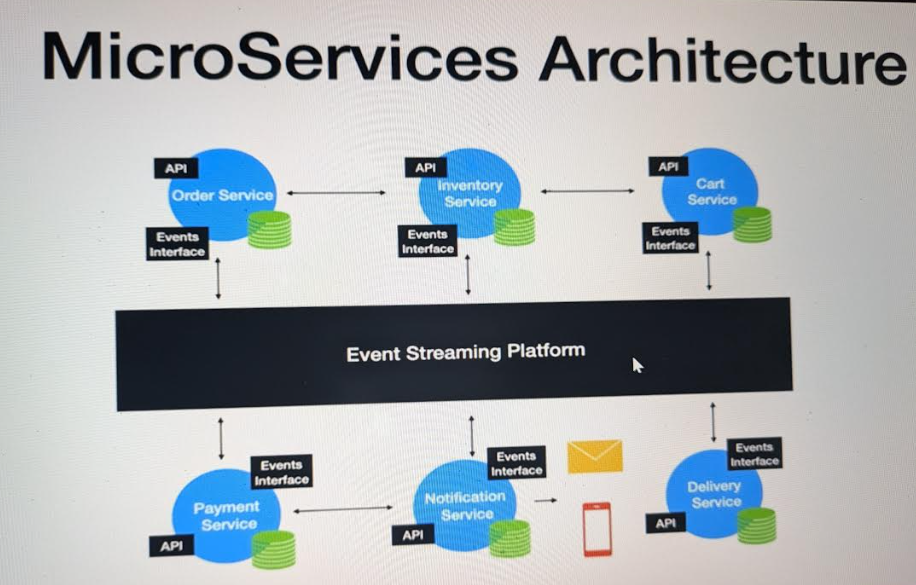 MicroServices Architecture
API
Order Service
Events
Interface
API
Inventory
Service
Events
Interface
API
Cart
Service
Events
Interface
Event Streaming Platform
Events
Interface
Payment
Service
API
Events
Interface
Notification
Service
API
Events
Interface
Delivery
Service
API